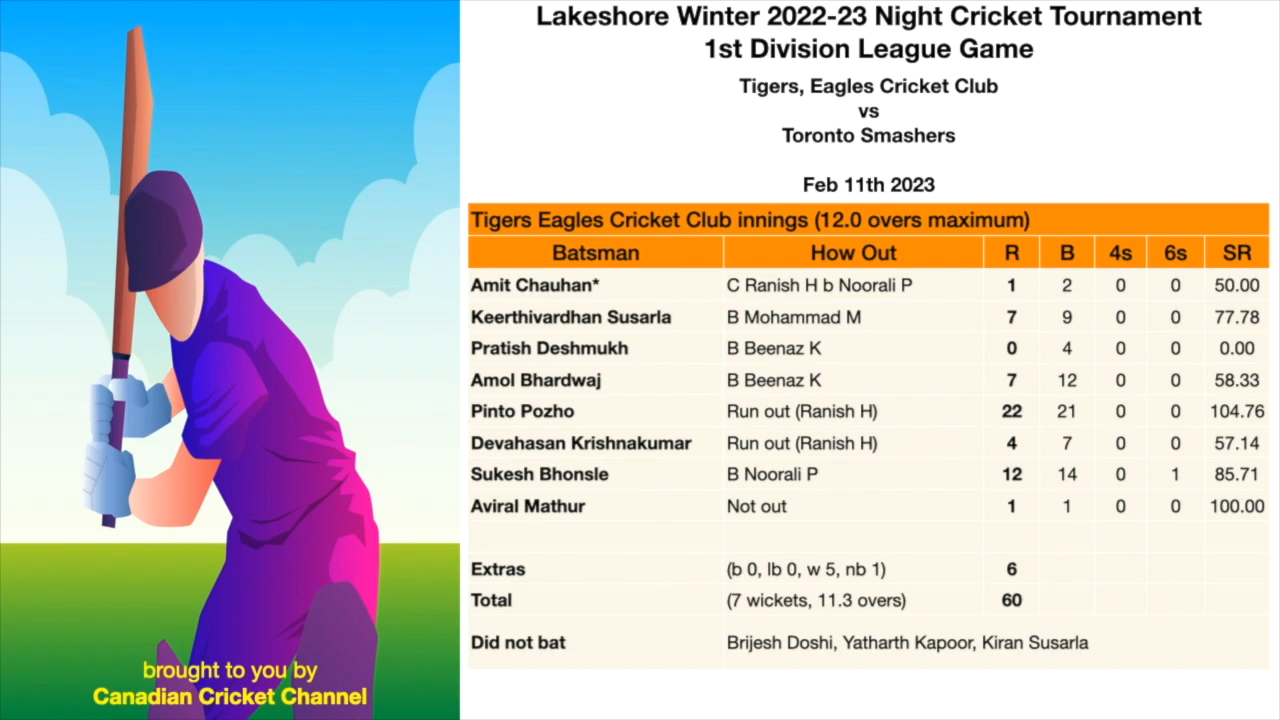 Lakeshore Winter 2022-23 Night Cricket Tournament
1st Division League Game
Tigers, Eagles Cricket Club
vs
Toronto Smashers
Feb 11th 2023
Tigers Eagles Cricket Club innings (12.0 overs maximum)
Batsman How Out R B 4s 6s SR
Amit Chauhan* C Ranish H b Noorali P 1 2 0 0 50.00
Keerthivardhan Susarla B Mohammad M 7 9 0 0 77.78
Pratish Deshmukh B Beenaz K 0 4 0 0 0.00
Amol Bhardwaj B Beenaz K 7 12 0 0 58.33
Pinto Pozho Run out (Ranish H) 22 21 0 0 104.76
Devahasan Krishnakumar Run out (Ranish H) 4 7 0 0 57.14
Sukesh Bhonsle B Noorali P 12 14 0 1 85.71
Aviral Mathur Not out 1 1 0 0 100.00
Extras (b 0, lb 0, w 5, nb 1) 6
Total (7 wickets, 11.3 overs) 60
Did not bat Brijesh Doshi, Yatharth Kapoor, Kiran Susarla
brought to you by
Canadian Cricket Channel